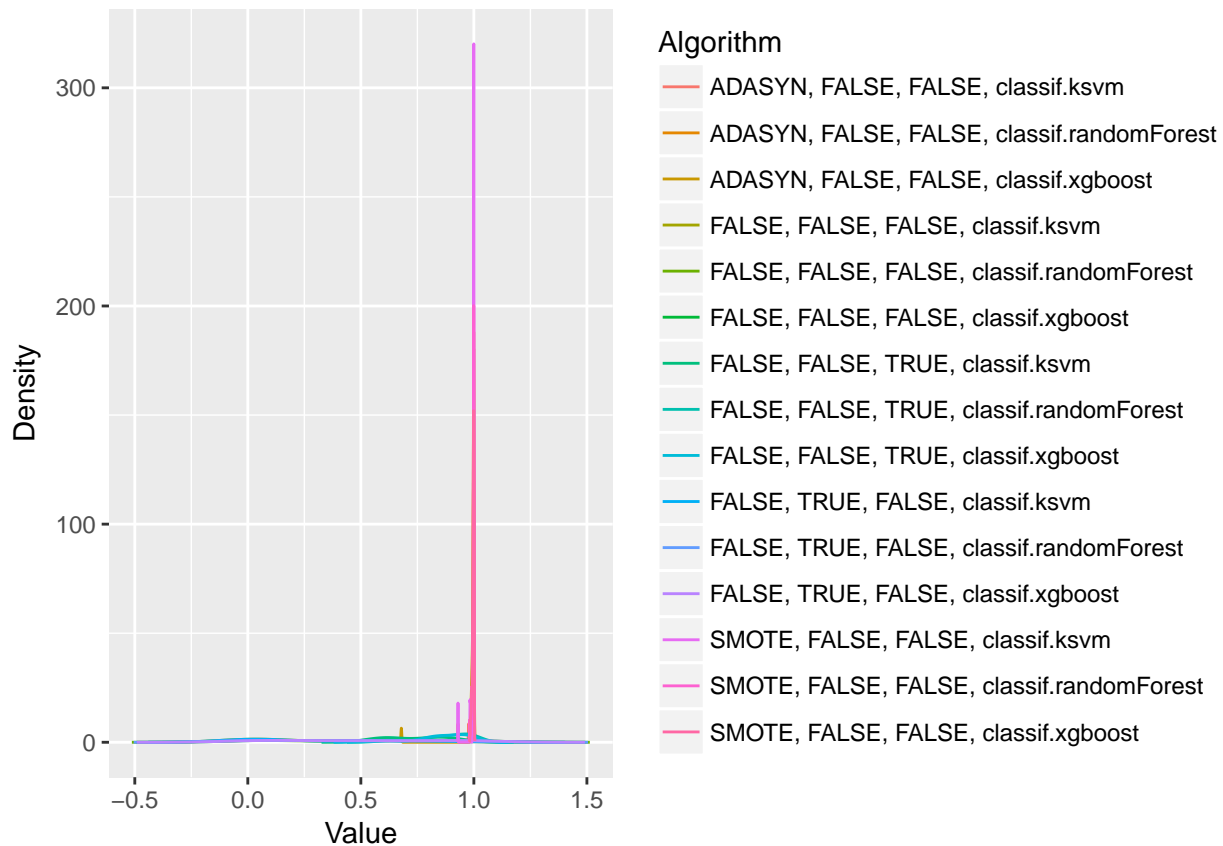 300
200
100
0
Density
−0.5
0.0
0.5
1.0
1.5
Value
Algorithm
ADASYN, FALSE, FALSE, classif.ksvm
ADASYN, FALSE, FALSE, classif.randomForest
ADASYN, FALSE, FALSE, classif.xgboost
FALSE, FALSE, FALSE, classif.ksvm
FALSE, FALSE, FALSE, classif.randomForest
FALSE, FALSE, FALSE, classif.xgboost
FALSE, FALSE, TRUE, classif.ksvm
FALSE, FALSE, TRUE, classif.randomForest
FALSE, FALSE, TRUE, classif.xgboost
FALSE, TRUE, FALSE, classif.ksvm
FALSE, TRUE, FALSE, classif.randomForest
FALSE, TRUE, FALSE, classif.xgboost
SMOTE, FALSE, FALSE, classif.ksvm
SMOTE, FALSE, FALSE, classif.randomForest
SMOTE, FALSE, FALSE, classif.xgboost